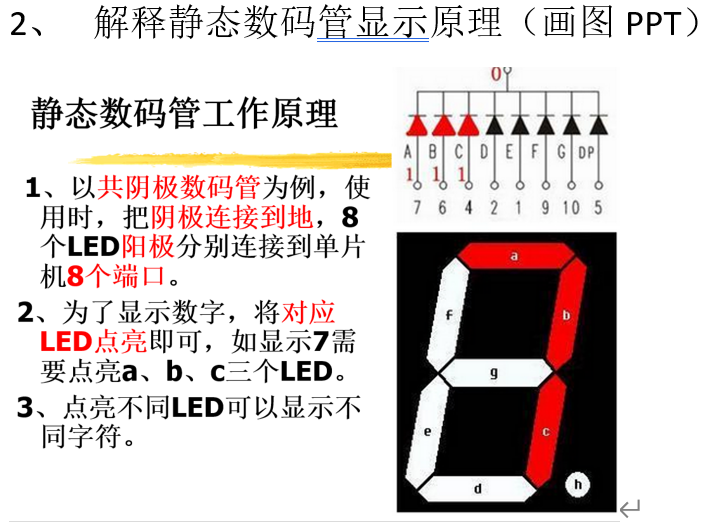 2、 解释静态数码管显示原理（画图 PPT）
静态数码管工作原理
1、以共阴极数码管为例，使
用时，把阴极连接到地，8
个LED阳极分别连接到单片
机8个端口。
2、为了显示数字，将对应
LED点亮即可，如显示7需
要点亮a、b、c三个LED。
3、点亮不同LED可以显示不
同字符。
0
A B C D E F G DP
1 1 1
7 6 4 2 1 9 10 5
a
f b
g
e c
d h